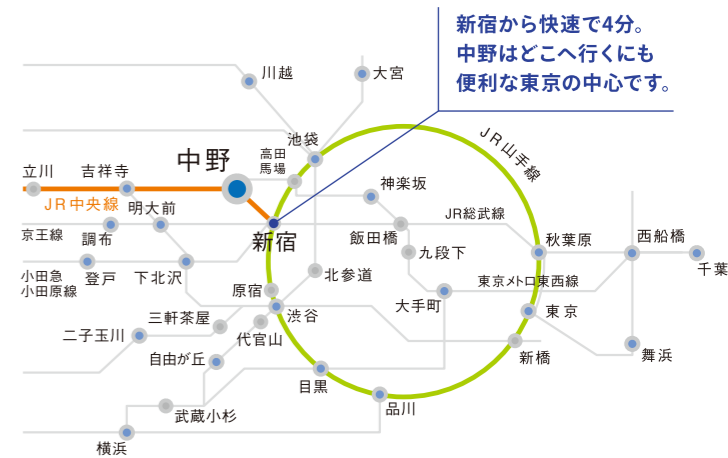 新宿から快速で4分。
中野はどこへ行くにも
便利な東京の中心です。
川越
大宮
池袋
高田
馬場
JR山手線
中野
立川
吉祥寺
JR中央線
明大前
神楽坂
JR総武線
京王線
調布
新宿
飯田橋
秋葉原
西船橋
九段下
千葉
小田急
小田原線
登戸
下北沢
北参道
東京メトロ東西線
原宿
大手町
三軒茶屋
渋谷
東京
二子玉川
代官山
自由が丘
新橋
舞浜
目黒
武蔵小杉
品川
横浜